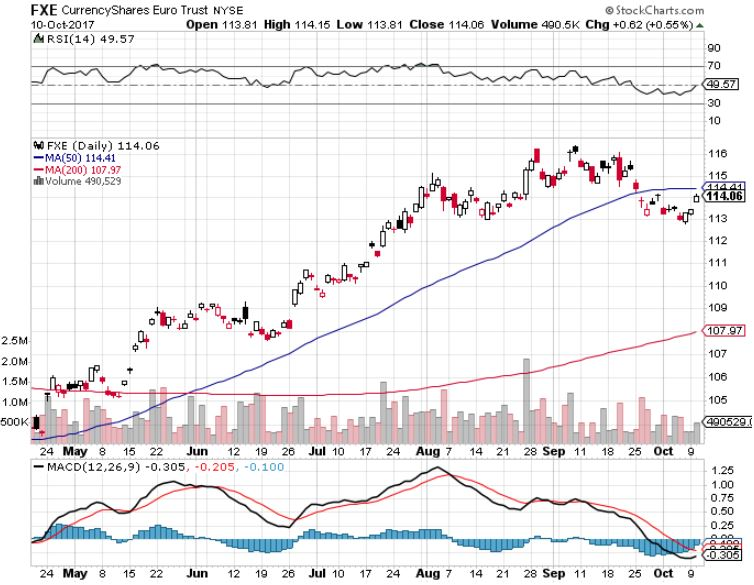 FXE CurrencyShares Euro Trust NYSE © StockCharts.com
10-Oct-2017 Open 113.81 High 114.15 Low 113.81 Close 114.06 Volume 490.5K Chg +0.62 (+0.55%)
RSI(14) 49.57
90
70
49.57
30
10
FXE (Daily) 114.06
MA(50) 114.41
MA(200) 107.97
Volume 490,529
116
115
114.41
114.06
113
112
111
110
109
107.97
107
106
105
2.5M
2.0M
1.5M
1.0M
500K
490529.0
24 May 8 15 22 Jun 12 19 26 Jul 10 17 24 Aug 7 14 21 28 Sep 11 18 25 Oct 9
MACD(12,26,9) -0.305, -0.205, -0.100
1.25
1.00
0.75
0.50
0.25
0.00
-0.305
24 May 8 15 22 Jun 12 19 26 Jul 10 17 24 Aug 7 14 21 28 Sep 11 18 25 Oct 9